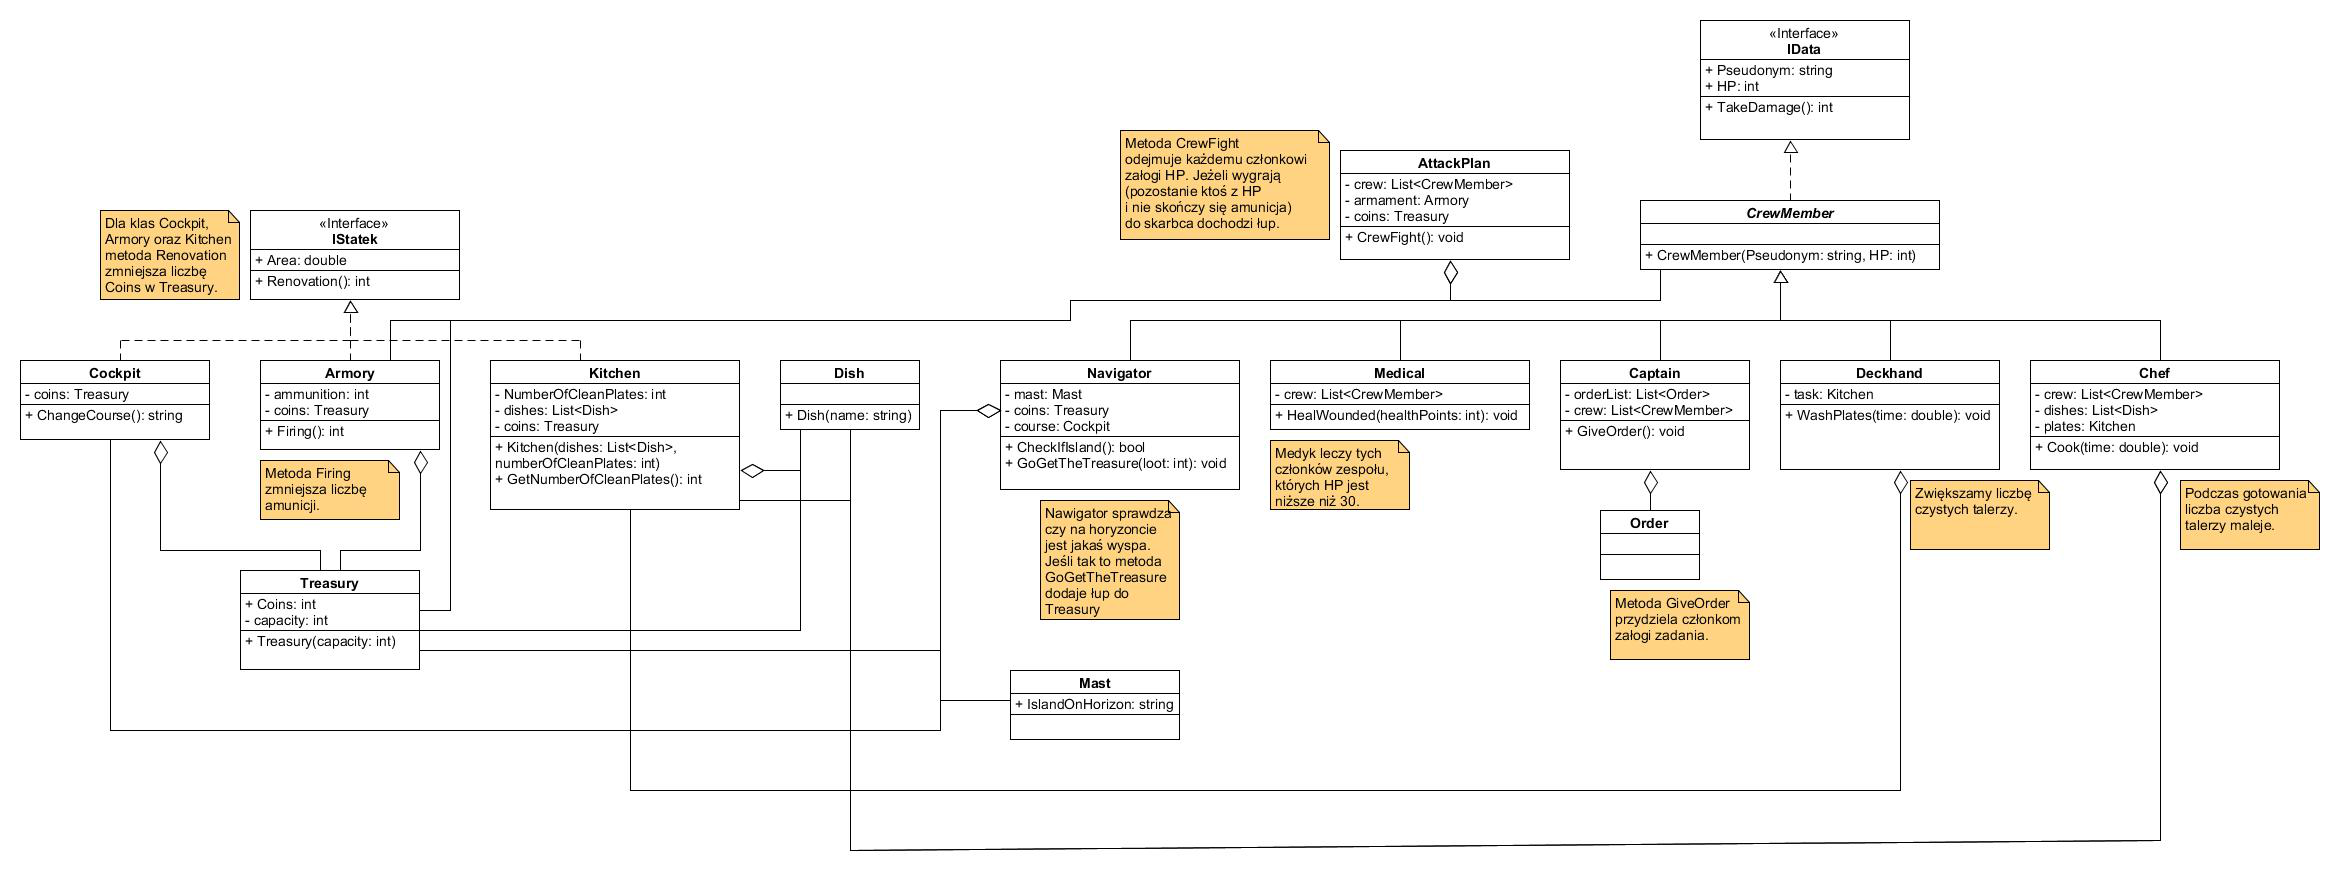 «Interface»
IData
+ Pseudonym: string
+ HP: int
+ TakeDamage(): int
Metoda CrewFight
odejmuje każdemu członkowi
załogi HP. Jeżeli wygrają
(pozostanie ktoś z HP
i nie skończy się amunicja)
do skarbca dochodzi łup.
AttackPlan
- crew: List<CrewMember>
- armament: Armory
- coins: Treasury
+ CrewFight(): void
CrewMember
+ CrewMember(Pseudonym: string, HP: int)
Dla klas Cockpit,
Armory oraz Kitchen
metoda Renovation
zmniejsza liczbę
Coins w Treasury.
«Interface»
IStatek
+ Area: double
+ Renovation(): int
Cockpit
- coins: Treasury
+ ChangeCourse(): string
Armory
- ammunition: int
- coins: Treasury
+ Firing(): int
Metoda Firing
zmniejsza liczbę
amunicji.
Kitchen
- NumberOfCleanPlates: int
- dishes: List<Dish>
- coins: Treasury
+ Kitchen(dishes: List<Dish>,
numberOfCleanPlates: int)
+ GetNumberOfCleanPlates(): int
Dish
+ Dish(name: string)
Navigator
- mast: Mast
- coins: Treasury
- course: Cockpit
+ CheckIfIsland(): bool
+ GoGetTheTreasure(loot: int): void
Nawigator sprawdza
czy na horyzoncie
jest jakaś wyspa.
Jeśli tak to metoda
GoGetTheTreasure
dodaje łup do
Treasury
Medical
- crew: List<CrewMember>
+ HealWounded(healthPoints: int): void
Medyk leczy tych
członków zespołu,
których HP jest
niższe niż 30.
Captain
- orderList: List<Order>
- crew: List<CrewMember>
+ GiveOrder(): void
Order
Metoda GiveOrder
przydziela członkom
załogi zadania.
Deckhand
- task: Kitchen
+ WashPlates(time: double): void
Zwiększamy liczbę
czystych talerzy.
Chef
- crew: List<CrewMember>
- dishes: List<Dish>
- plates: Kitchen
+ Cook(time: double): void
Podczas gotowania
liczba czystych
talerzy maleje.
Treasury
+ Coins: int
- capacity: int
+ Treasury(capacity: int)
Mast
+ IslandOnHorizon: string